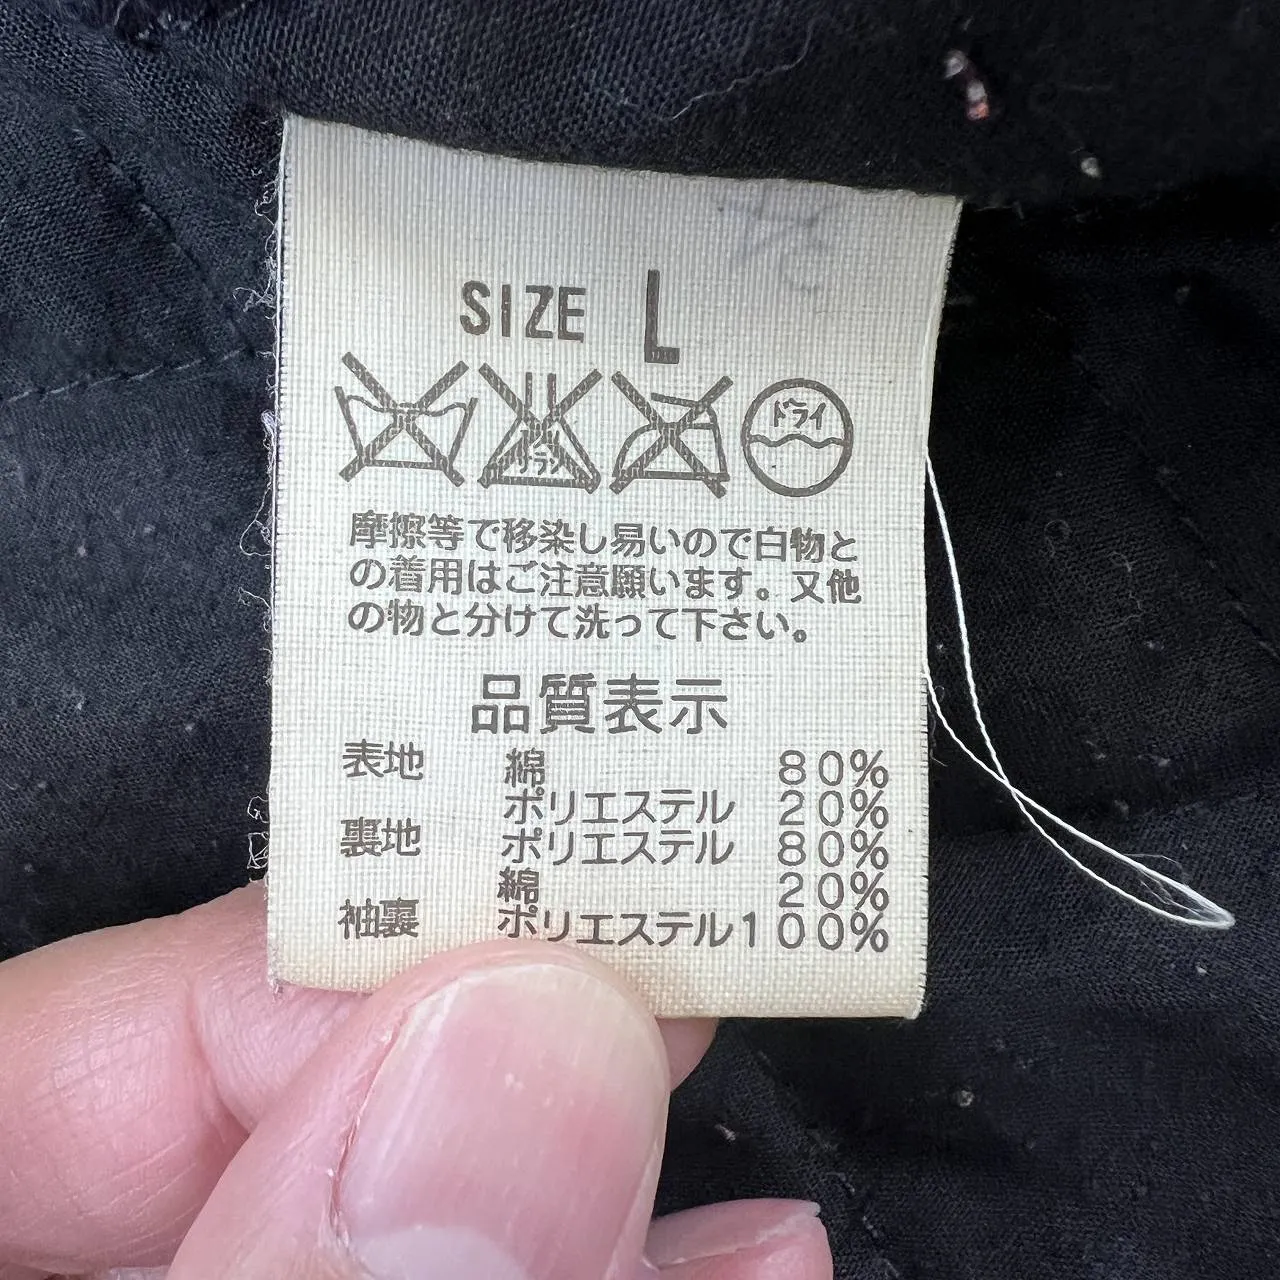 SIZE L
ドライ
摩擦等で移染し易いので白物と
の着用はご注意願います。又他
の物と分けて洗って下さい。
品質表示
表地 綿 80%
ポリエステル 20%
裏地 ポリエステル 80%
綿 20%
袖裏 ポリエステル100%